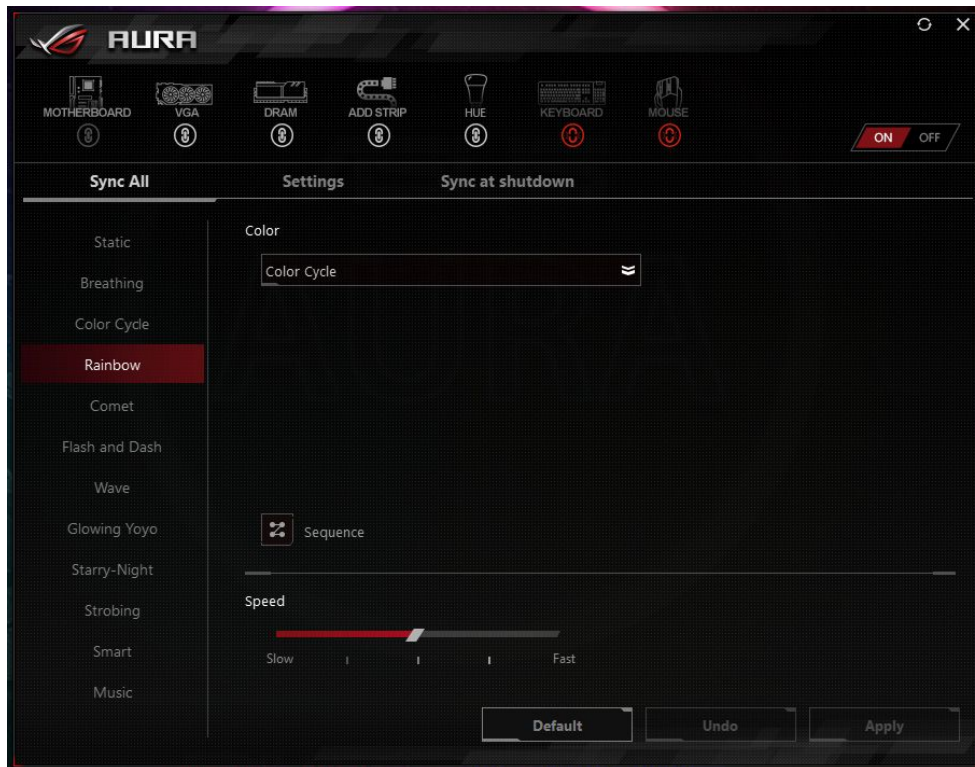 AURA
MOTHERBOARD VGA DRAM ADD STRIP HUE KEYBOARD MOUSE
ON OFF
Sync All Settings Sync at shutdown
Static
Breathing
Color Cycle
Rainbow
Comet
Flash and Dash
Wave
Glowing Yoyo
Starry-Night
Strobing
Smart
Music
Color
Color Cycle
Sequence
Speed
Slow Fast
Default Undo Apply